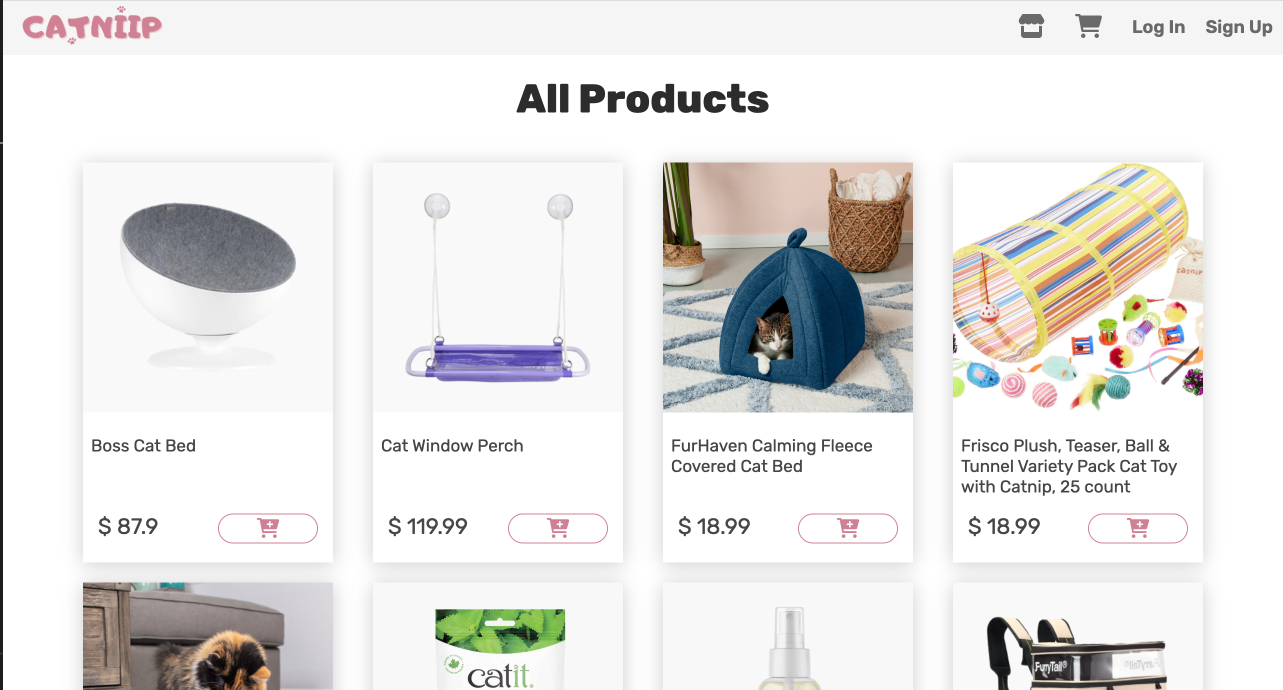 CATNIIP
Log In Sign Up
All Products
catnip
Boss Cat Bed
Cat Window Perch
FurHaven Calming Fleece
Covered Cat Bed
Frisco Plush, Teaser, Ball &
Tunnel Variety Pack Cat Toy
with Catnip, 25 count
$ 87.9
$ 119.99
$ 18.99
$ 18.99
catit.
FurryTail